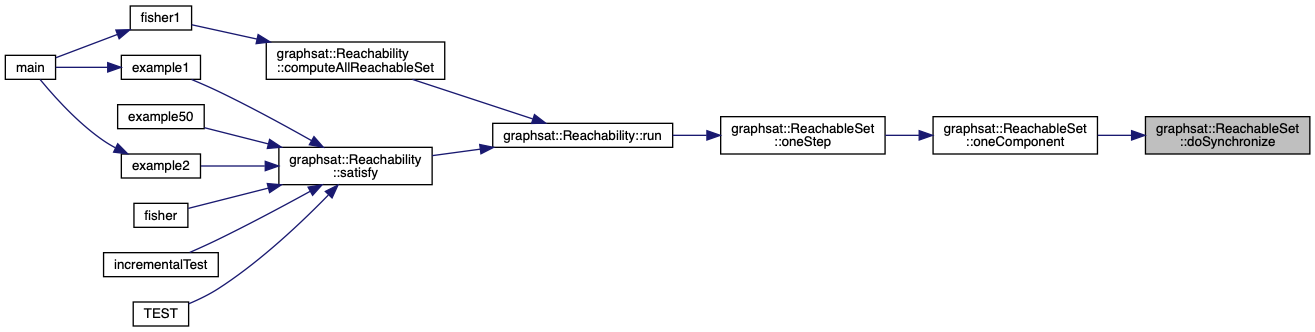 main
fisher1
example1
example50
example2
fisher
incrementalTest
TEST
graphsat::Reachability
::computeAllReachableSet
graphsat::Reachability
::satisfy
graphsat::Reachability::run
graphsat::ReachableSet
::oneStep
graphsat::ReachableSet
::oneComponent
graphsat::ReachableSet
::doSynchronize